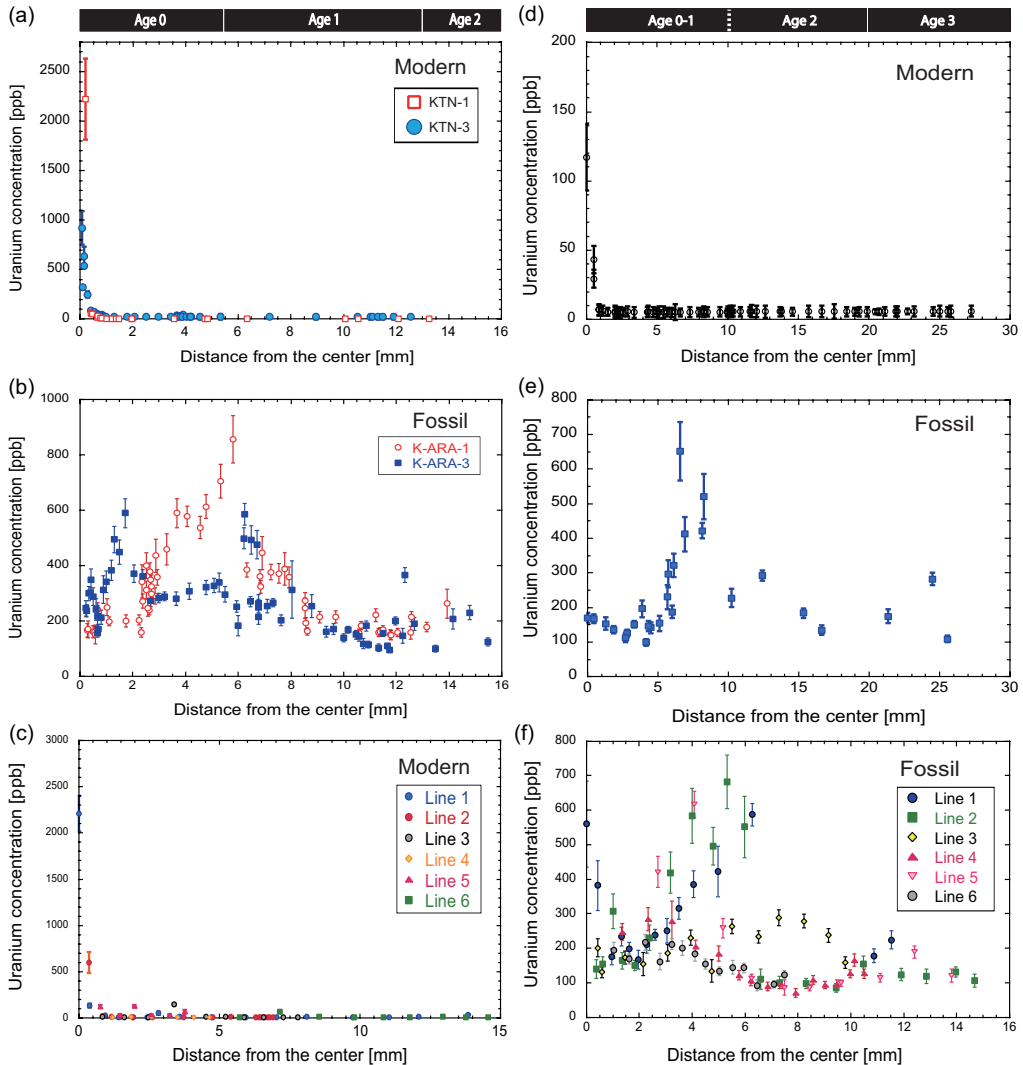 (a)
Age 0
Age 1
Age 2
Modern
KTN-1
KTN-3
Uranium concentration [ppb]
2500
2000
1500
1000
500
0
0
2
4
6
8
10
12
14
16
Distance from the center [mm]
(d)
Age 0-1
Age 2
Age 3
Modern
Uranium concentration [ppb]
200
150
100
50
0
0
5
10
15
20
25
30
Distance from the center [mm]
(b)
Fossil
K-ARA-1
K-ARA-3
Uranium concentration [ppb]
1000
800
600
400
200
0
0
2
4
6
8
10
12
14
16
Distance from the center [mm]
(e)
Fossil
Uranium concentration [ppb]
800
700
600
500
400
300
200
100
0
0
5
10
15
20
25
30
Distance from the center [mm]
(c)
Modern
Line 1
Line 2
Line 3
Line 4
Line 5
Line 6
Uranium concentration [ppb]
3000
2500
2000
1500
1000
500
0
0
5
10
15
Distance from the center [mm]
(f)
Fossil
Line 1
Line 2
Line 3
Line 4
Line 5
Line 6
Uranium concentration [ppb]
800
700
600
500
400
300
200
100
0
0
2
4
6
8
10
12
14
16
Distance from the center [mm]